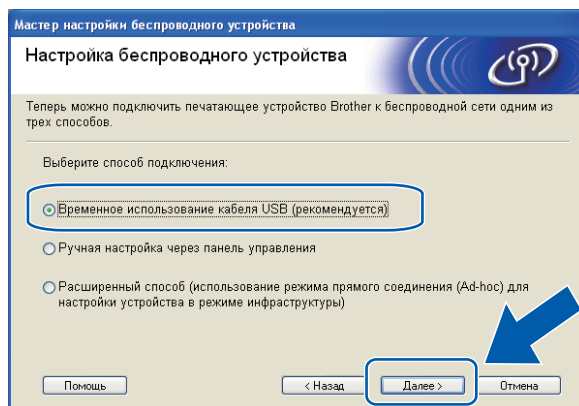 Мастер настройки беспроводного устройства
Настройка беспроводного устройства
Теперь можно подключить печатающее устройство Brother к беспроводной сети одним из
трех способов.
Выберите способ подключения:
Временное использование кабеля USB (рекомендуется)
Ручная настройка через панель управления
Расширенный способ (использование режима прямого соединения (Ad-hoc) для
настройки устройства в режиме инфраструктуры)
Помощь < Назад Далее > Отмена